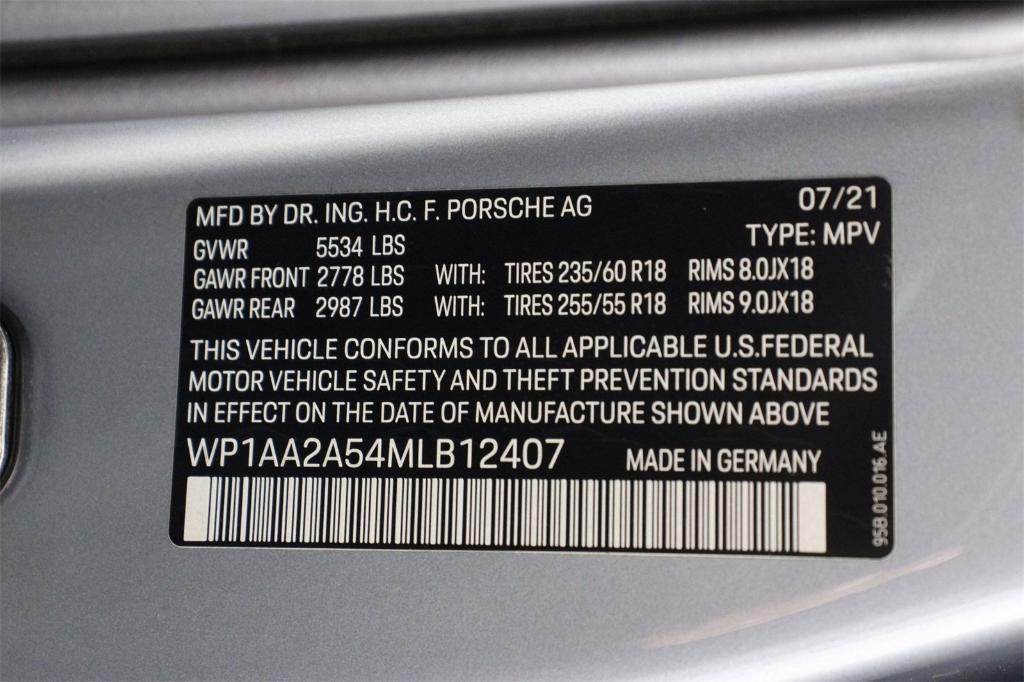 MFD BY DR. ING. H.C. F. PORSCHE AG 07/21
TYPE: MPV
GVWR 5534 LBS
GAWR FRONT 2778 LBS WITH: TIRES 235/60 R18 RIMS 8.0JX18
GAWR REAR 2987 LBS WITH: TIRES 255/55 R18 RIMS 9.0JX18
THIS VEHICLE CONFORMS TO ALL APPLICABLE U.S.FEDERAL
MOTOR VEHICLE SAFETY AND THEFT PREVENTION STANDARDS
IN EFFECT ON THE DATE OF MANUFACTURE SHOWN ABOVE
WP1AA2A54MLB12407 MADE IN GERMANY
95B.010.016.AE